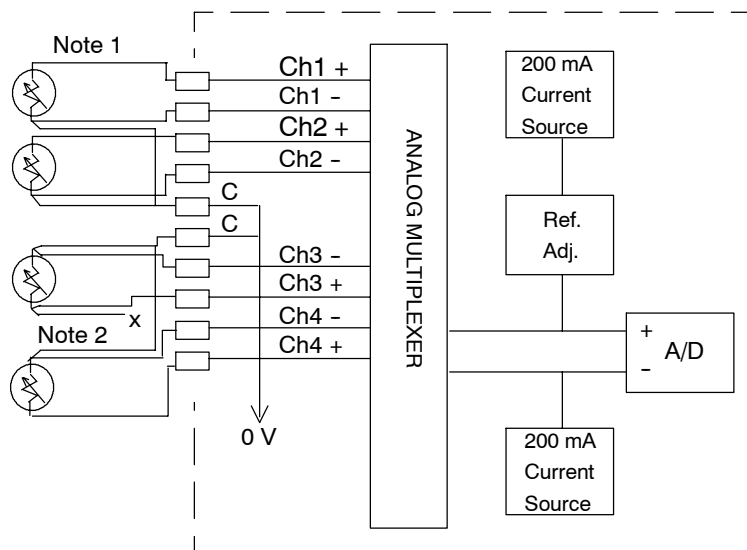 Note 1
Ch1 +
Ch1 −
Ch2 +
Ch2 −
C
C
Ch3 −
Ch3 +
x
Ch4 −
Note 2
Ch4 +
0 V
ANALOG MULTIPLEXER
200 mA
Current
Source
Ref.
Adj.
+
−
A/D
200 mA
Current
Source